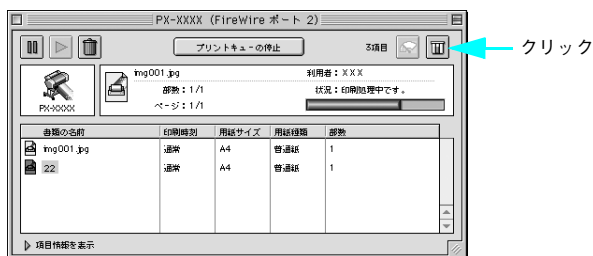 PX-XXXX (FireWire ポート 2)
プリントキューの停止
3項目
クリック
PX-XXXX
img001.jpg
部数：1/1
ページ：1/1
利用者：XXX
状況：印刷処理中です。
書類の名前 印刷時刻 用紙サイズ 用紙種類 部数
img001.jpg 通常 A4 普通紙 1
22 通常 A4 普通紙 1
項目情報を表示